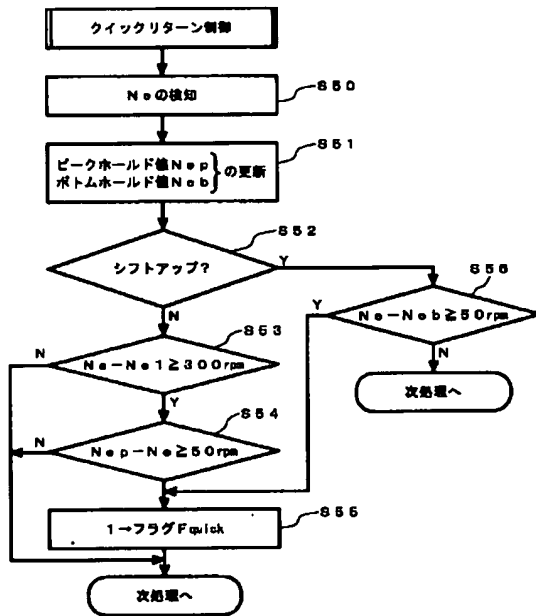 クイックリターン制御
Neの検知
S50
ピークホールド値Nep
ボトムホールド値Neb
}の更新
S51
シフトアップ?
S52
Y
N
Ne－Neb≧50rpm
S56
Y
N
次処理へ
Ne－Ne1≧300rpm
S53
N
Y
Nep－Ne≧50rpm
S54
N
1→フラグFquick
S55
次処理へ